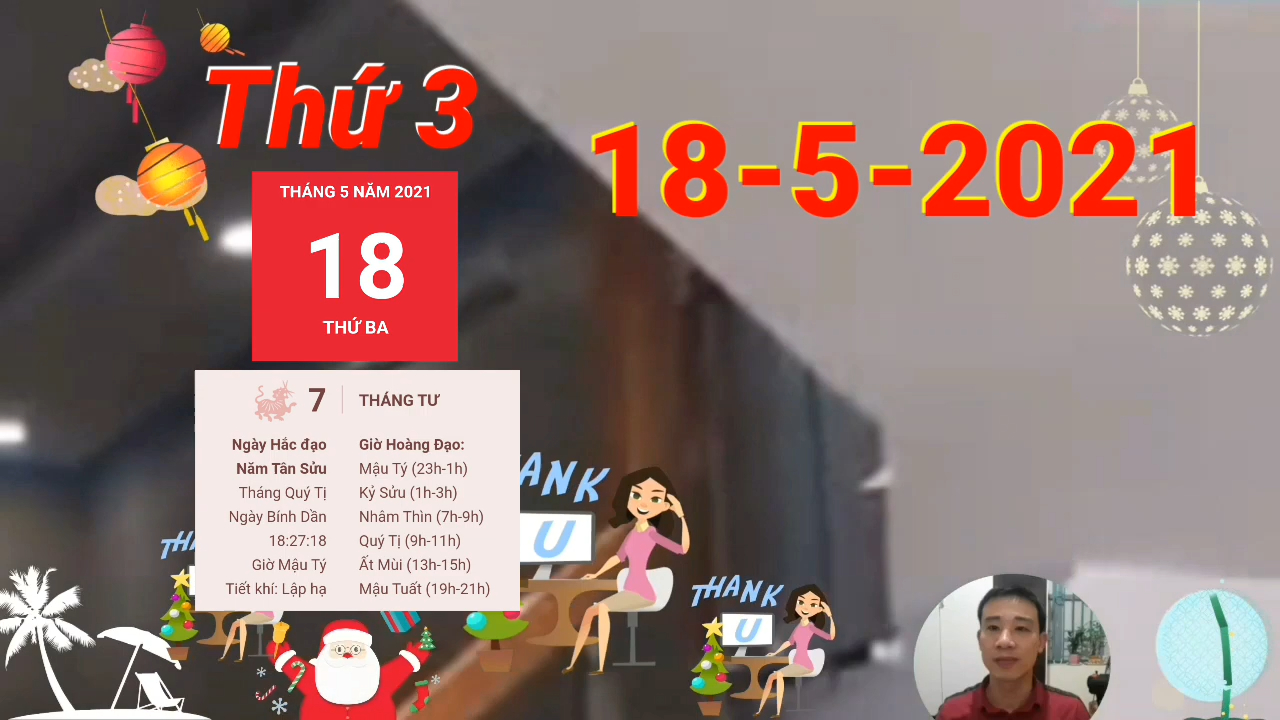 Thứ 3
18-5-2021
THÁNG 5 NĂM 2021
18
THỨ BA
7 THÁNG TƯ
Ngày Hắc đạo
Năm Tân Sửu
Tháng Quý Tị
Ngày Bính Dần
18:27:18
Giờ Mậu Tý
Tiết khí: Lập hạ
Giờ Hoàng Đạo:
Mậu Tý (23h-1h)
Kỷ Sửu (1h-3h)
Nhâm Thìn (7h-9h)
Quý Tị (9h-11h)
Ất Mùi (13h-15h)
Mậu Tuất (19h-21h)
ANK
U
TH
THANK
U